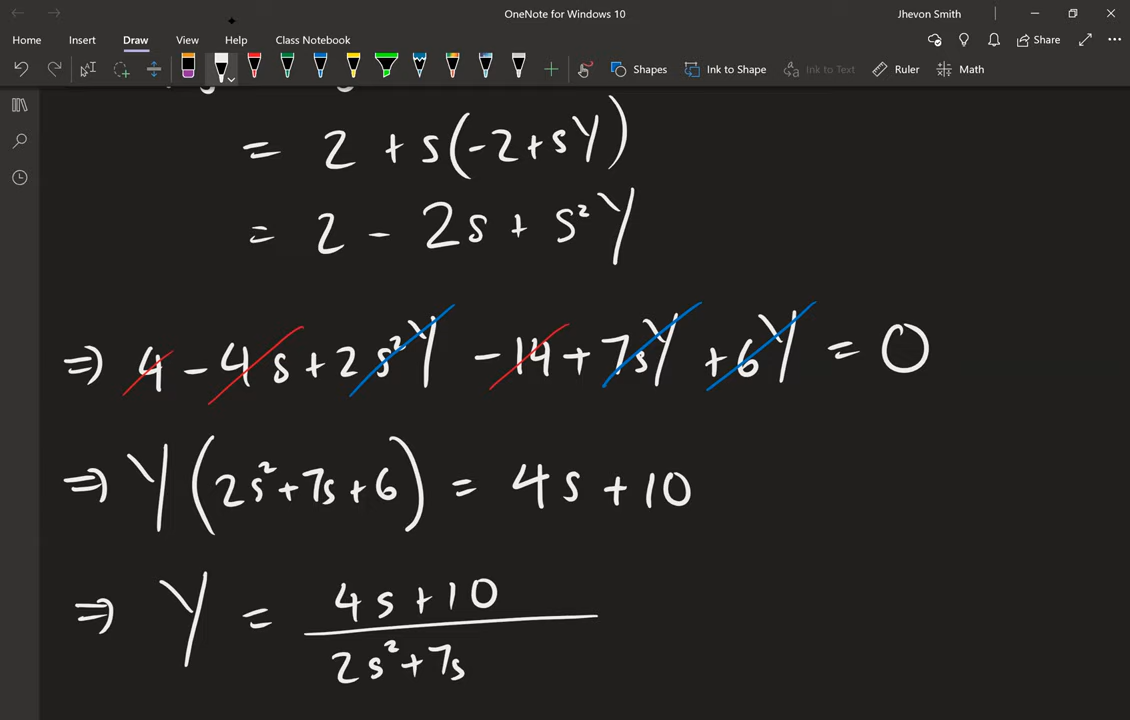 OneNote for Windows 10
Jhevon Smith
Home Insert Draw View Help Class Notebook
Share
Shapes Ink to Shape Ink to Text Ruler Math
= 2 + s(-2+sY)
= 2 - 2s + s²Y
⇒ 4 - 4s + 2s²Y - 14 + 7sY + 6Y = 0
⇒ Y(2s²+7s+6) = 4s + 10
⇒ Y = 4s+10
2s²+7s